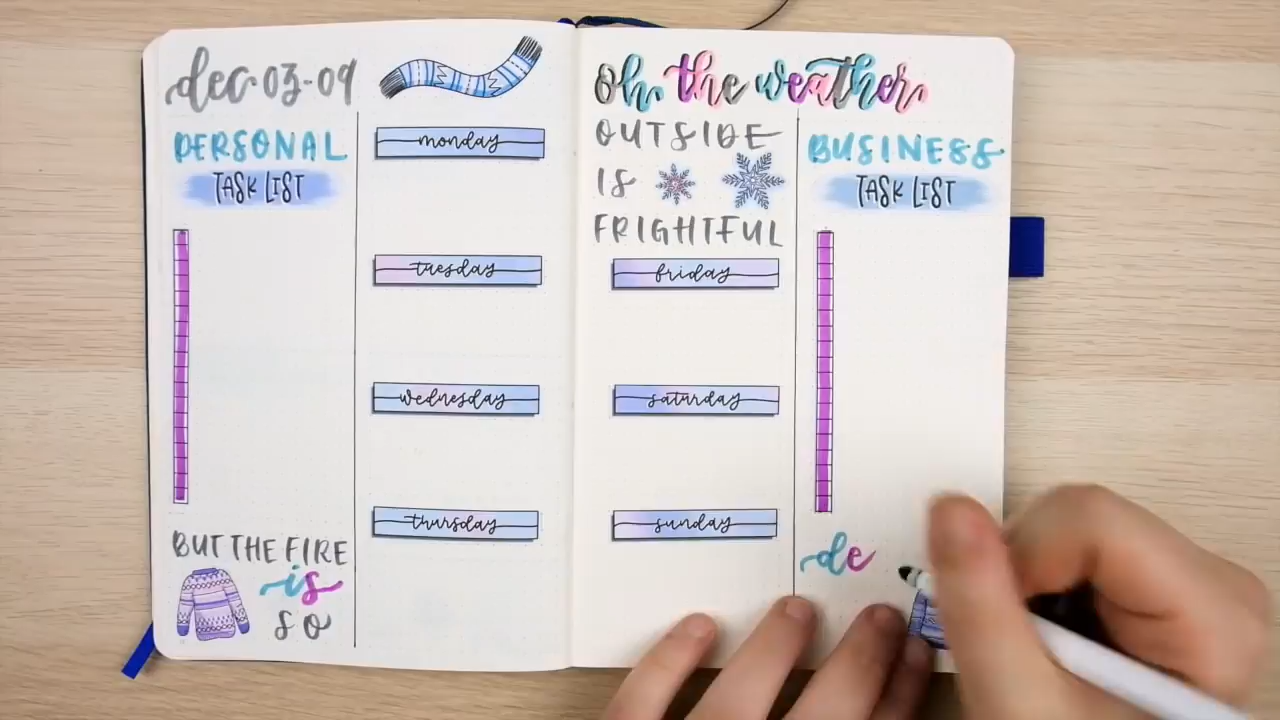 dec 03-09
PERSONAL
TASK LIST
BUT THE FIRE
is
SO
monday
tuesday
wednesday
thursday
oh the weather
OUTSIDE
IS
FRIGHTFUL
friday
saturday
sunday
BUSINESS
TASK LIST
de